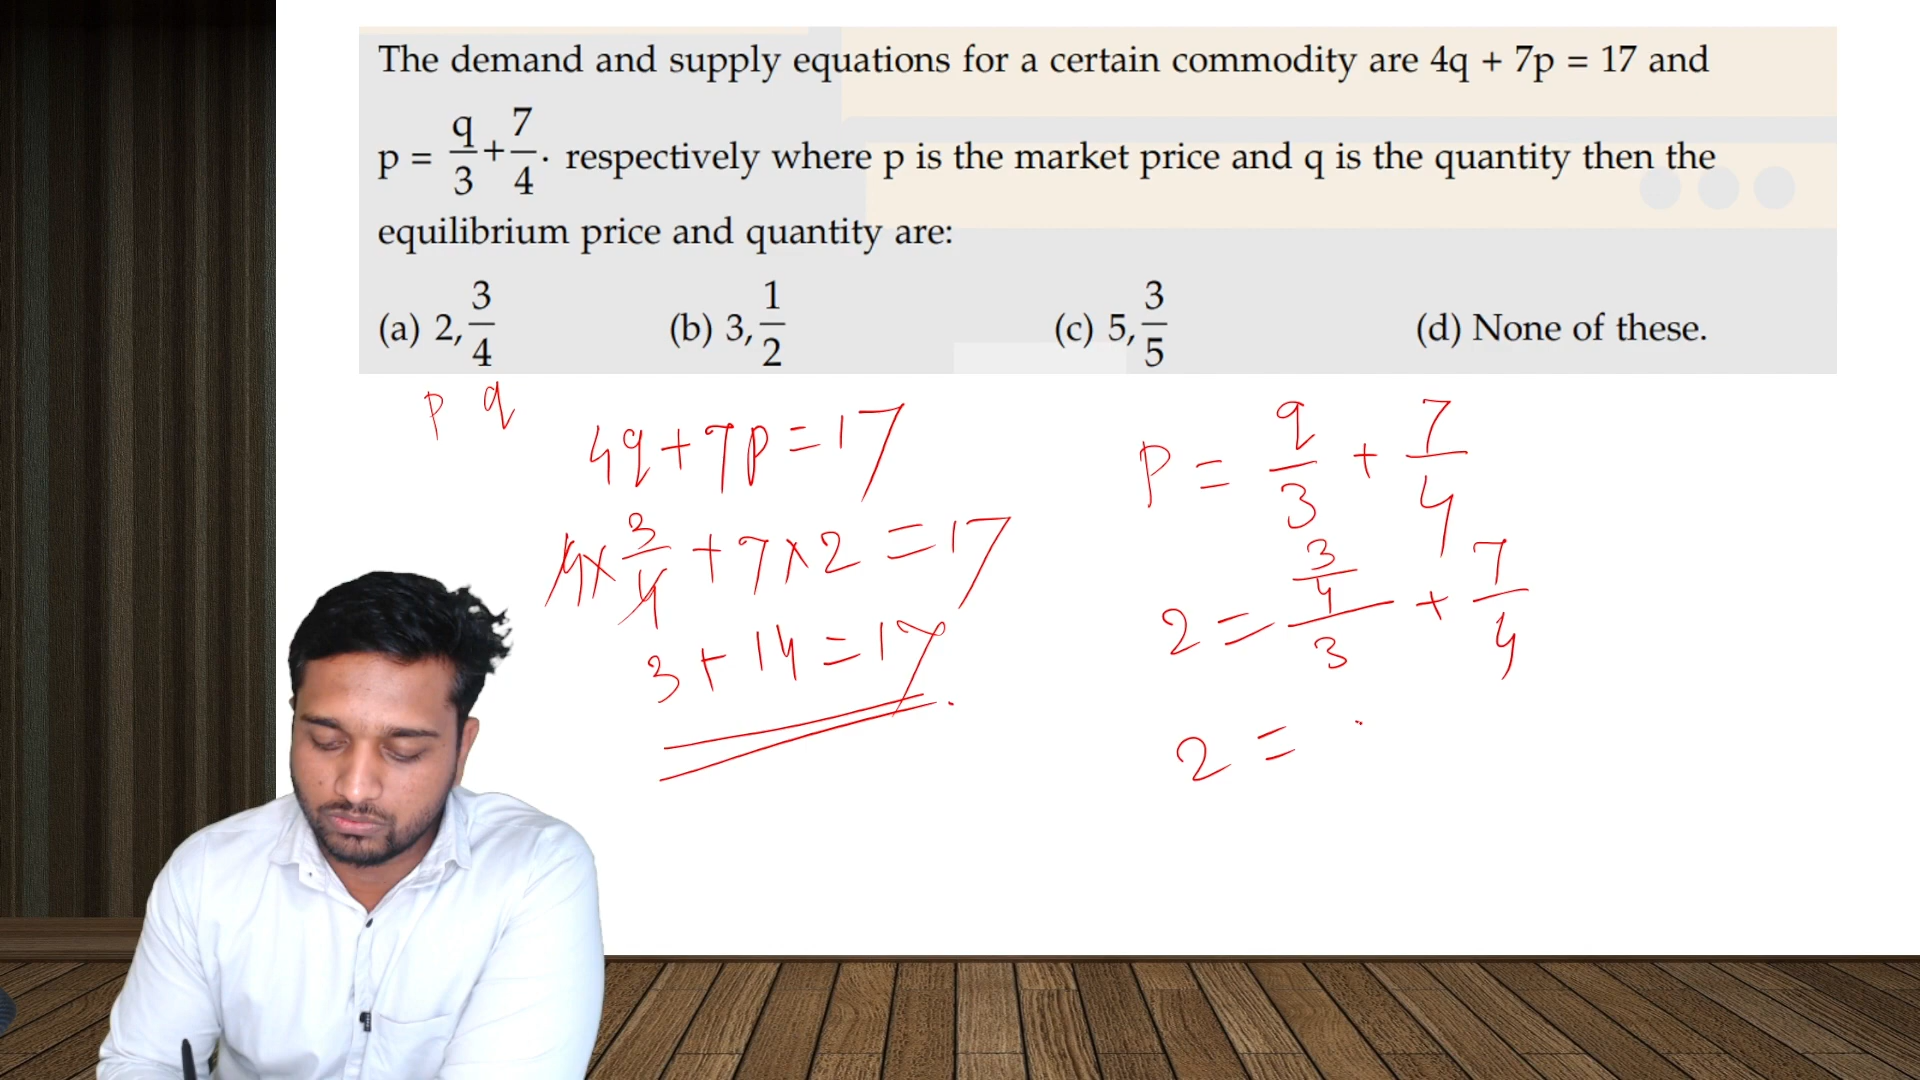 The demand and supply equations for a certain commodity are 4q + 7p = 17 and
p = q/3 + 7/4. respectively where p is the market price and q is the quantity then the
equilibrium price and quantity are:
(a) 2, 3/4 (b) 3, 1/2 (c) 5, 3/5 (d) None of these.
p q
4q + 7p = 17
4 × 3/4 + 7 × 2 = 17
3 + 14 = 17.
P = q/3 + 7/4
2 = (3/4)/3 + 7/4
2 =